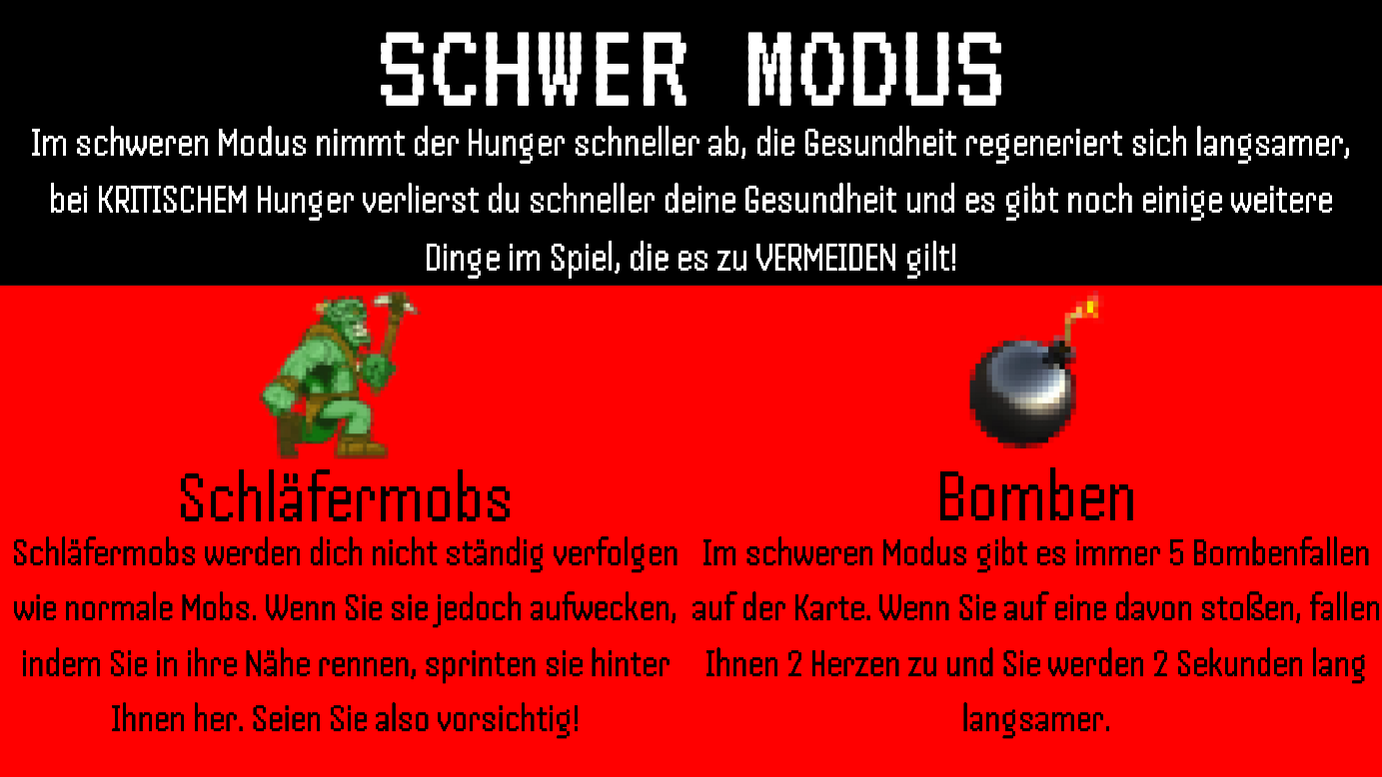 SCHWER MODUS
Im schweren Modus nimmt der Hunger schneller ab, die Gesundheit regeneriert sich langsamer,
bei KRITISCHEM Hunger verlierst du schneller deine Gesundheit und es gibt noch einige weitere
Dinge im Spiel, die es zu VERMEIDEN gilt!
Schläfermobs
Schläfermobs werden dich nicht ständig verfolgen
wie normale Mobs. Wenn Sie sie jedoch aufwecken,
indem Sie in ihre Nähe rennen, sprinten sie hinter
Ihnen her. Seien Sie also vorsichtig!
Bomben
Im schweren Modus gibt es immer 5 Bombenfallen
auf der Karte. Wenn Sie auf eine davon stoßen, fallen
Ihnen 2 Herzen zu und Sie werden 2 Sekunden lang
langsamer.